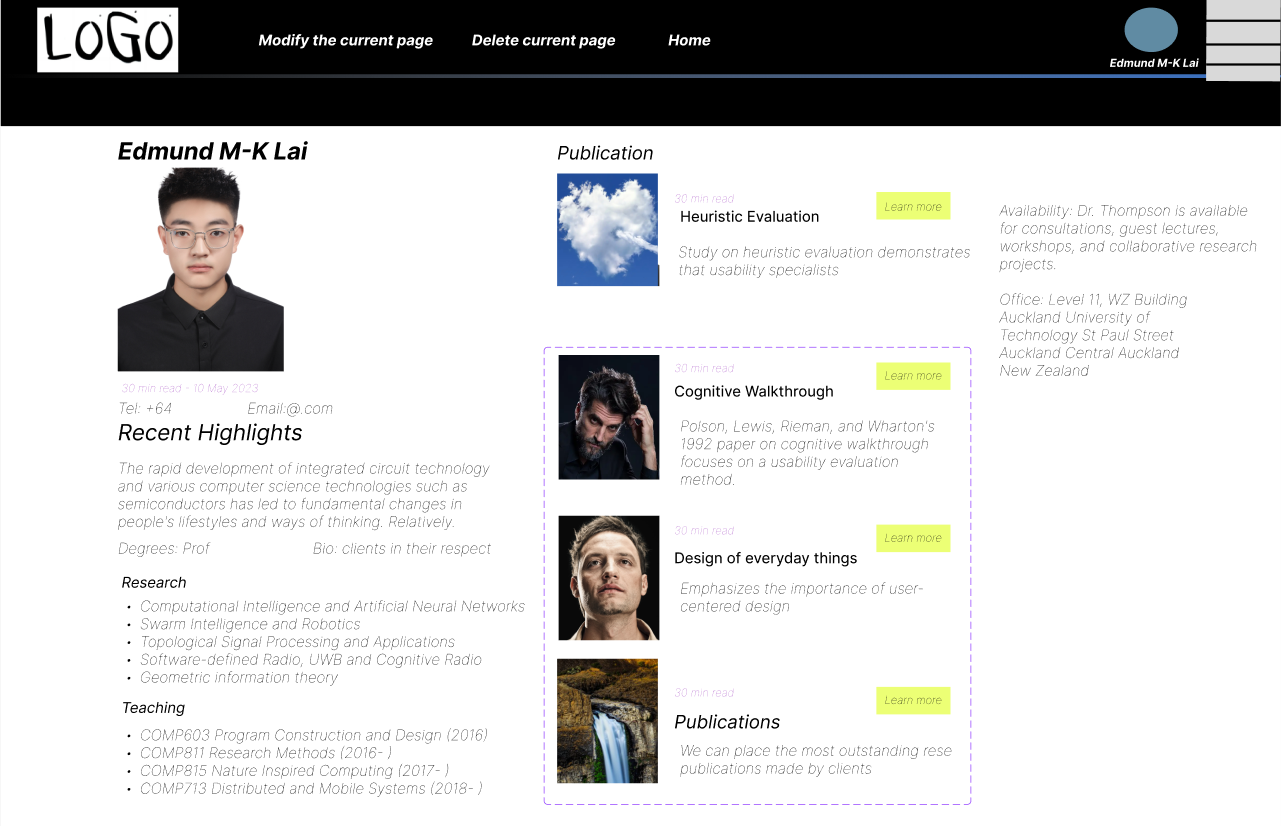 LOGO
Modify the current page
Delete current page
Home
Edmund M-K Lai
Edmund M-K Lai
30 min read - 10 May 2023
Tel: +64
Email:@.com
Recent Highlights
The rapid development of integrated circuit technology
and various computer science technologies such as
semiconductors has led to fundamental changes in
people's lifestyles and ways of thinking. Relatively.
Degrees: Prof
Bio: clients in their respect
Research
• Computational Intelligence and Artificial Neural Networks
• Swarm Intelligence and Robotics
• Topological Signal Processing and Applications
• Software-defined Radio, UWB and Cognitive Radio
• Geometric information theory
Teaching
• COMP603 Program Construction and Design (2016)
• COMP811 Research Methods (2016- )
• COMP815 Nature Inspired Computing (2017- )
• COMP713 Distributed and Mobile Systems (2018- )
Publication
30 min read
Learn more
Heuristic Evaluation
Study on heuristic evaluation demonstrates
that usability specialists
30 min read
Learn more
Cognitive Walkthrough
Polson, Lewis, Rieman, and Wharton's
1992 paper on cognitive walkthrough
focuses on a usability evaluation
method.
30 min read
Learn more
Design of everyday things
Emphasizes the importance of user-
centered design
30 min read
Learn more
Publications
We can place the most outstanding rese
publications made by clients
Availability: Dr. Thompson is available
for consultations, guest lectures,
workshops, and collaborative research
projects.
Office: Level 11, WZ Building
Auckland University of
Technology St Paul Street
Auckland Central Auckland
New Zealand